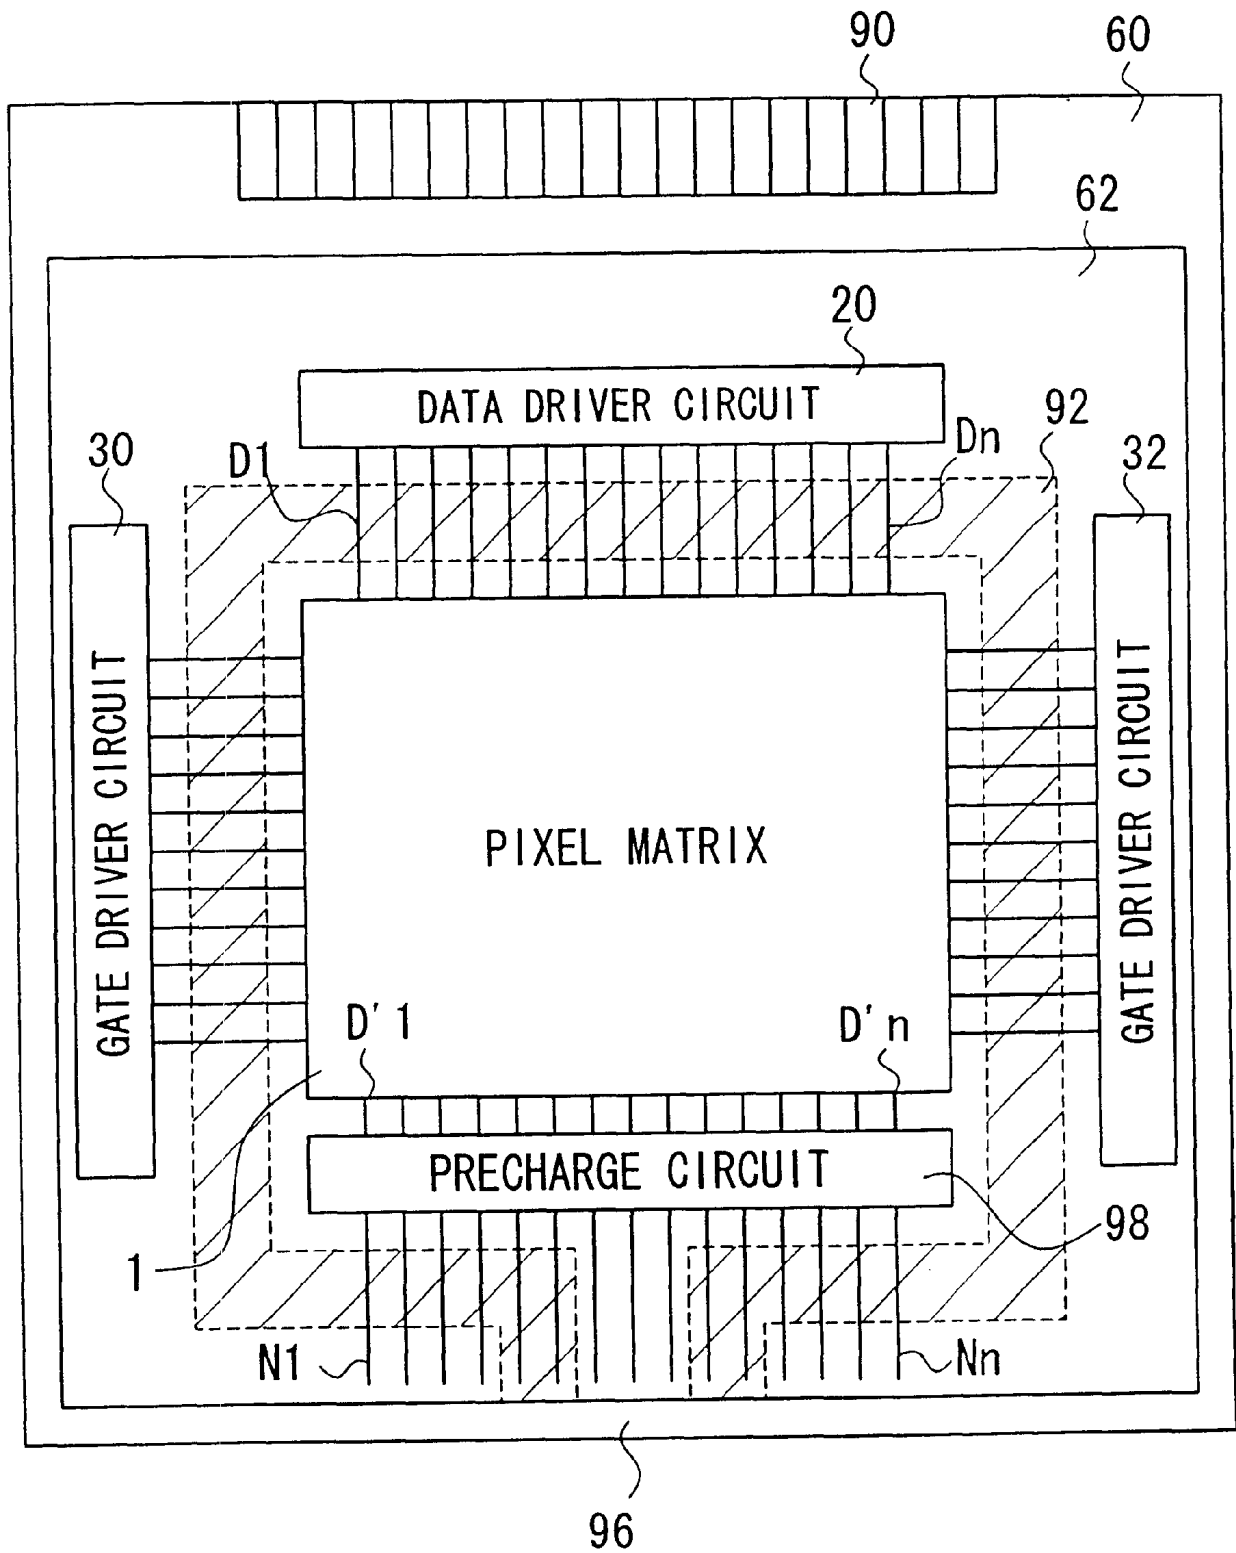 90
60
62
20
DATA DRIVER CIRCUIT
92
30
D1
Dn
32
GATE DRIVER CIRCUIT
GATE DRIVER CIRCUIT
PIXEL MATRIX
D'1
D'n
PRECHARGE CIRCUIT
98
1
N1
Nn
96